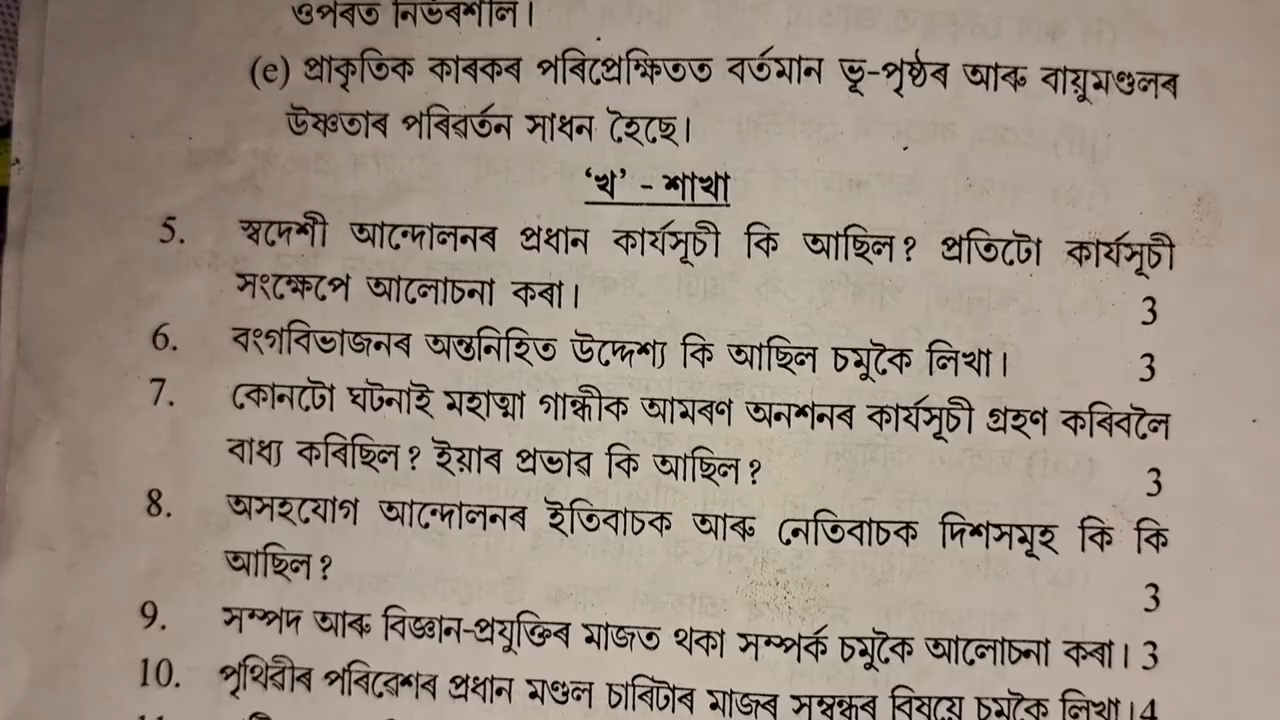 ওপৰত নিৰ্ভৰশীল।
(e) প্ৰাকৃতিক কাৰকৰ পৰিপ্ৰেক্ষিতত বৰ্তমান ভূ-পৃষ্ঠৰ আৰু বায়ুমণ্ডলৰ
উষ্ণতাৰ পৰিৱৰ্তন সাধন হৈছে।
‘খ’ - শাখা
5. স্বদেশী আন্দোলনৰ প্ৰধান কাৰ্যসূচী কি আছিল? প্ৰতিটো কাৰ্যসূচী
সংক্ষেপে আলোচনা কৰা। 3
6. বংগবিভাজনৰ অন্তনিহিত উদ্দেশ্য কি আছিল চমুকৈ লিখা। 3
7. কোনটো ঘটনাই মহাত্মা গান্ধীক আমৰণ অনশনৰ কাৰ্যসূচী গ্ৰহণ কৰিবলৈ
বাধ্য কৰিছিল? ইয়াৰ প্ৰভাৱ কি আছিল? 3
8. অসহযোগ আন্দোলনৰ ইতিবাচক আৰু নেতিবাচক দিশসমূহ কি কি
আছিল? 3
9. সম্পদ আৰু বিজ্ঞান-প্ৰযুক্তিৰ মাজত থকা সম্পৰ্ক চমুকৈ আলোচনা কৰা। 3
10. পৃথিৱীৰ পৰিৱেশৰ প্ৰধান মণ্ডল চাৰিটাৰ মাজৰ সম্বন্ধৰ বিষয়ে চমুকৈ লিখা। 4